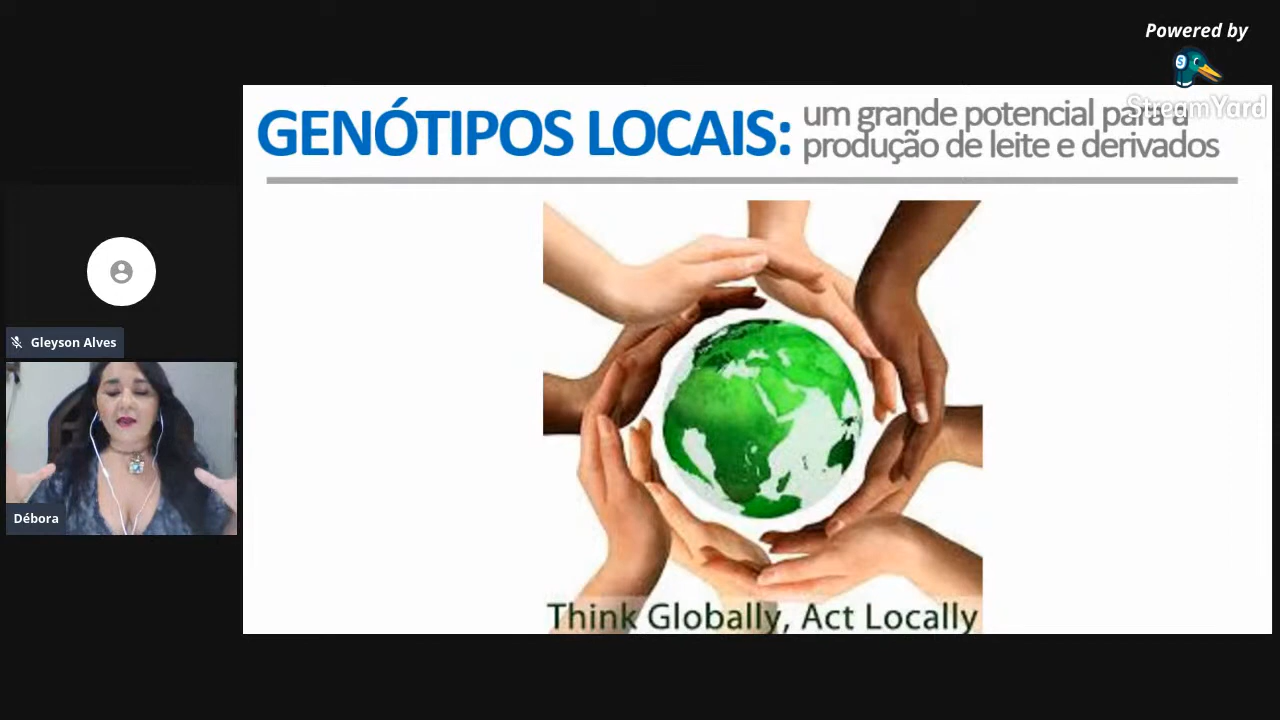 Powered by
StreamYard
GENÓTIPOS LOCAIS:
um grande potencial para a
produção de leite e derivados
Gleyson Alves
Débora
Think Globally, Act Locally